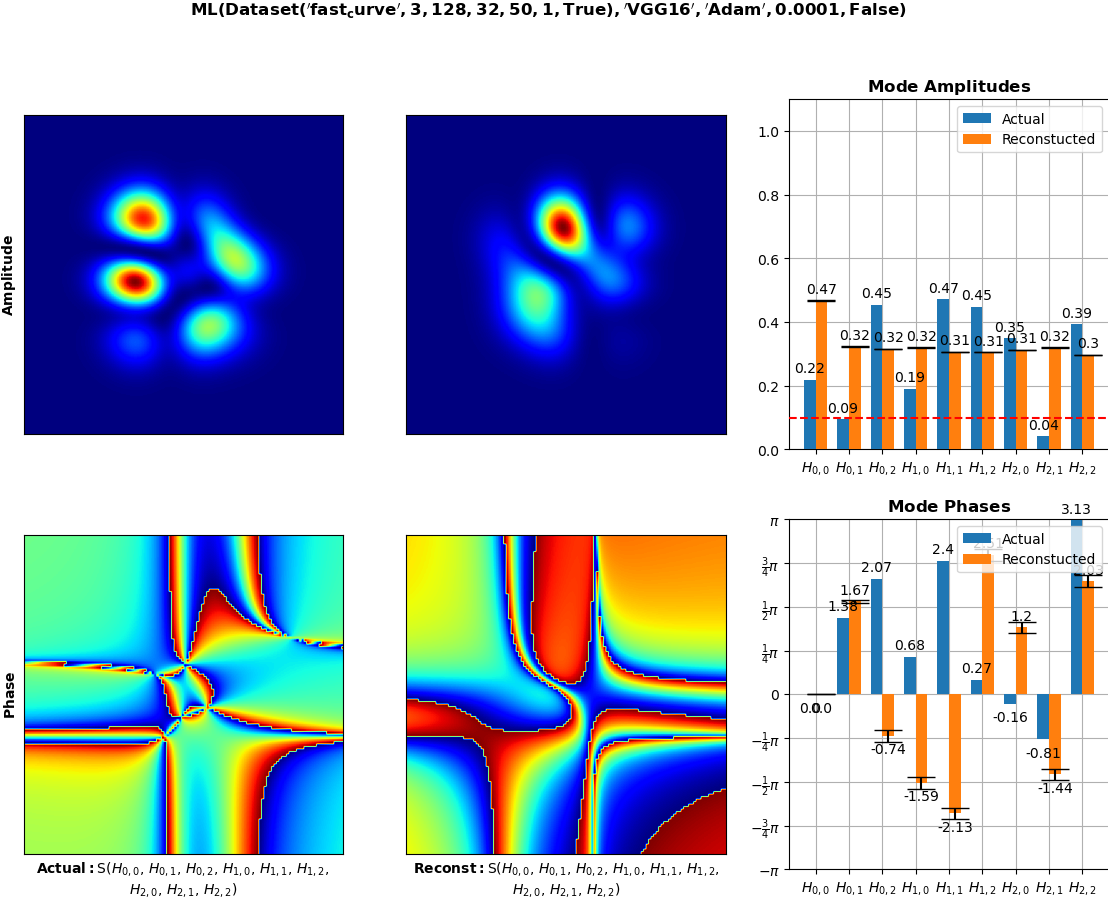 ML(Dataset('fast_curve', 3, 128, 32, 50, 1, True), 'VGG16', 'Adam', 0.0001, False)
Amplitude
Mode Amplitudes
Actual
Reconstucted
1.0
0.8
0.6
0.4
0.2
0.0
0.22 0.09 0.45 0.19 0.47 0.45 0.35 0.04 0.39
0.47 0.32 0.32 0.32 0.31 0.31 0.31 0.32 0.3
H0,0 H0,1 H0,2 H1,0 H1,1 H1,2 H2,0 H2,1 H2,2
Phase
Mode Phases
Actual
Reconstucted
π
3/4π
1/2π
1/4π
0
−1/4π
−1/2π
−3/4π
−π
0.0 1.38 2.07 0.68 2.4 0.27 -0.16 -0.81 3.13
0.0 1.67 -0.74 -1.59 -2.13 1.2 -1.44
H0,0 H0,1 H0,2 H1,0 H1,1 H1,2 H2,0 H2,1 H2,2
Actual: S(H0,0, H0,1, H0,2, H1,0, H1,1, H1,2,
H2,0, H2,1, H2,2)
Reconst: S(H0,0, H0,1, H0,2, H1,0, H1,1, H1,2,
H2,0, H2,1, H2,2)